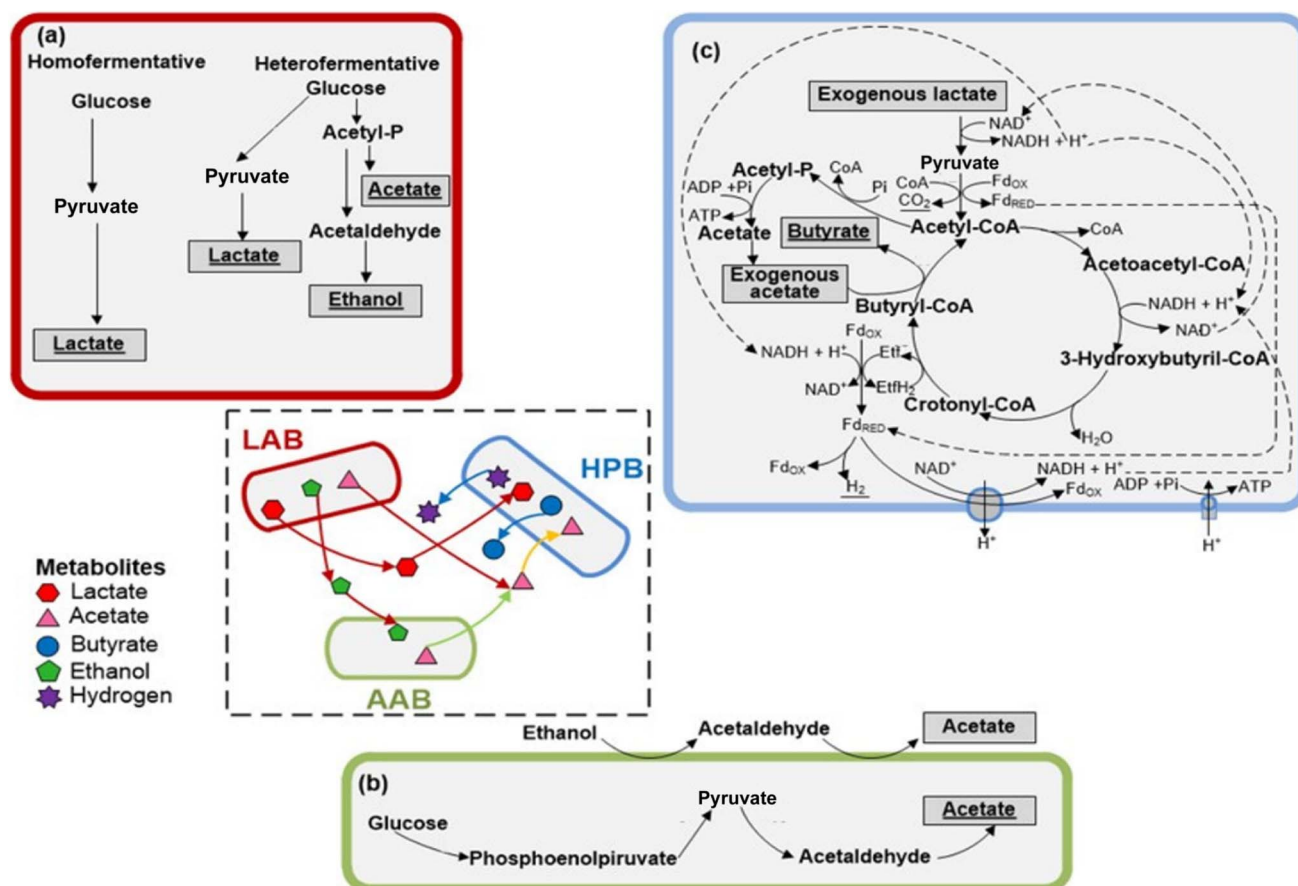 (a)
Homofermentative
Glucose
Pyruvate
Lactate
Heterofermentative
Glucose
Acetyl-P
Pyruvate
Acetate
Acetaldehyde
Lactate
Ethanol
(c)
Exogenous lactate
NAD⁺
NADH + H⁺
Pyruvate
Acetyl-P
CoA
Pi
CoA
FdOX
CO₂
FdRED
ADP +Pi
ATP
Acetate
Butyrate
Acetyl-CoA
CoA
Exogenous
acetate
Acetoacetyl-CoA
Butyryl-CoA
NADH + H⁺
NAD⁺
FdOX
NADH + H⁺
Etf
3-Hydroxybutyril-CoA
NAD⁺
EtfH₂
Crotonyl-CoA
FdRED
H₂O
FdOX
H₂
NAD⁺
NADH + H⁺
FdOX
ADP +Pi
ATP
H⁺
H⁺
LAB
HPB
AAB
Metabolites
Lactate
Acetate
Butyrate
Ethanol
Hydrogen
Ethanol
Acetaldehyde
Acetate
(b)
Glucose
Phosphoenolpiruvate
Pyruvate
Acetaldehyde
Acetate